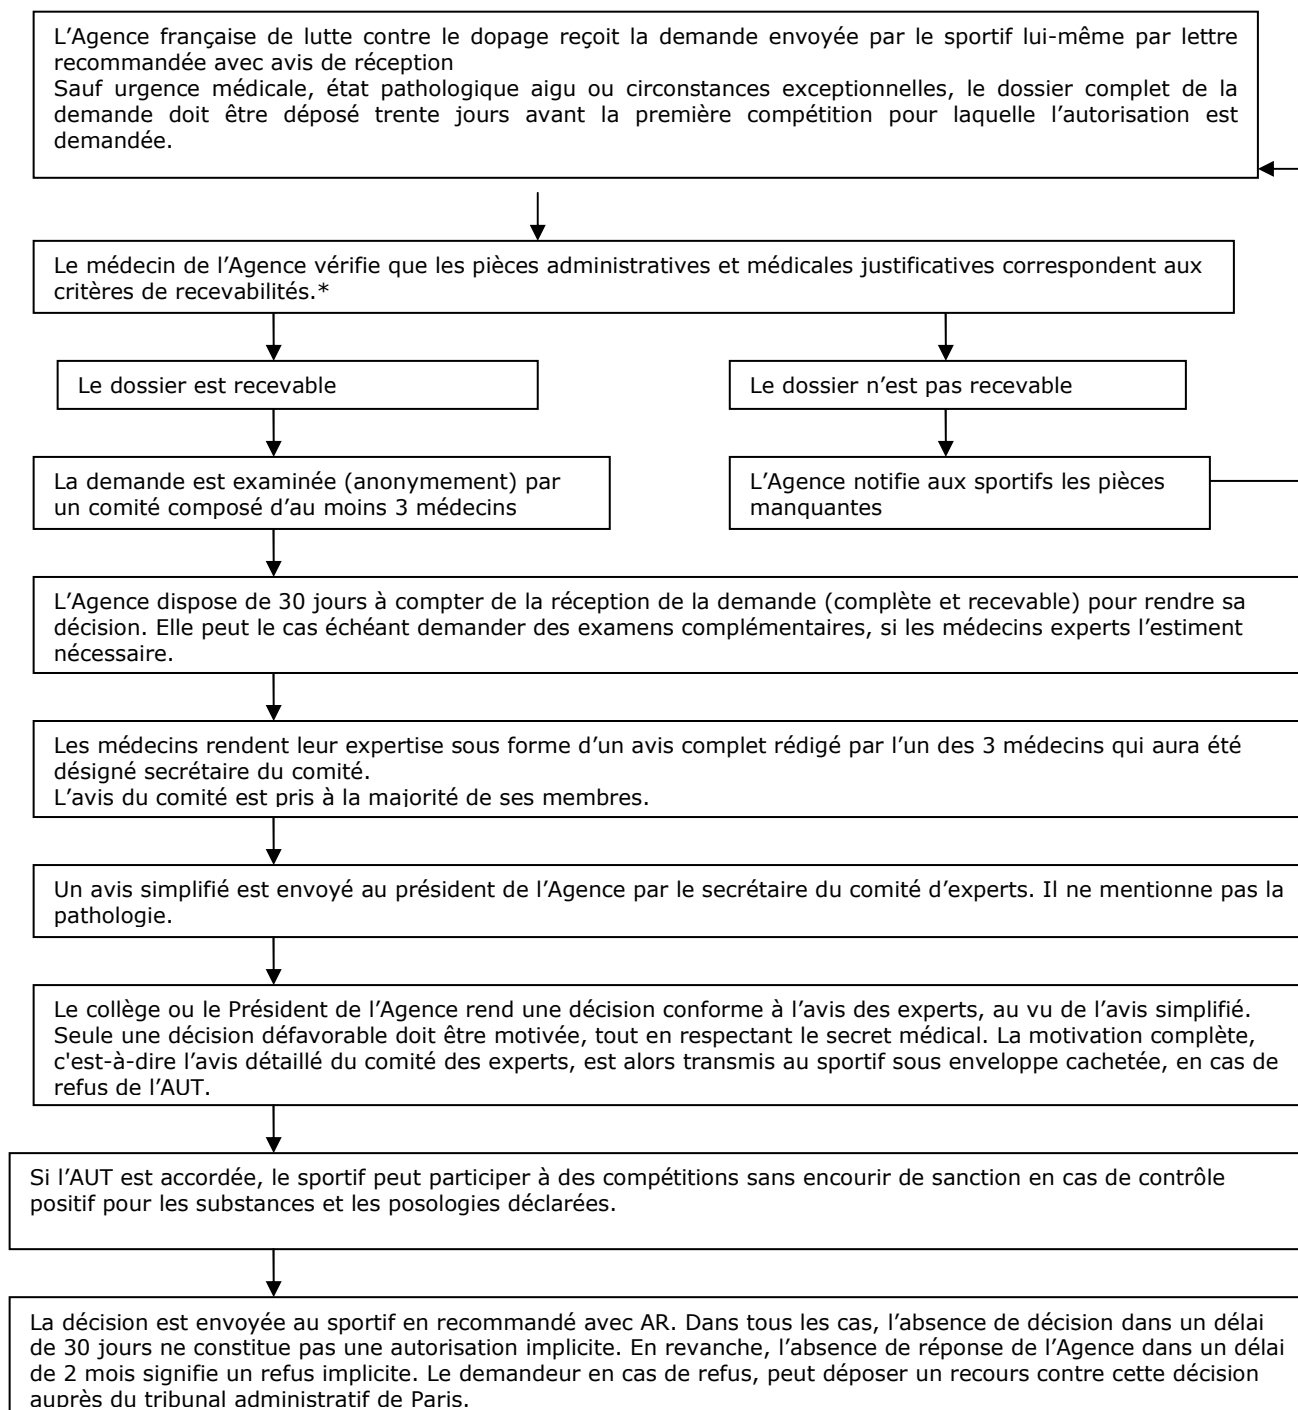 L’Agence française de lutte contre le dopage reçoit la demande envoyée par le sportif lui-même par lettre
recommandée avec avis de réception
Sauf urgence médicale, état pathologique aigu ou circonstances exceptionnelles, le dossier complet de la
demande doit être déposé trente jours avant la première compétition pour laquelle l’autorisation est
demandée.
Le médecin de l’Agence vérifie que les pièces administratives et médicales justificatives correspondent aux
critères de recevabilités.*
Le dossier est recevable
Le dossier n’est pas recevable
La demande est examinée (anonymement) par
un comité composé d’au moins 3 médecins
L’Agence notifie aux sportifs les pièces
manquantes
L’Agence dispose de 30 jours à compter de la réception de la demande (complète et recevable) pour rendre sa
décision. Elle peut le cas échéant demander des examens complémentaires, si les médecins experts l’estiment
nécessaire.
Les médecins rendent leur expertise sous forme d’un avis complet rédigé par l’un des 3 médecins qui aura été
désigné secrétaire du comité.
L’avis du comité est pris à la majorité de ses membres.
Un avis simplifié est envoyé au président de l’Agence par le secrétaire du comité d’experts. Il ne mentionne pas la
pathologie.
Le collège ou le Président de l’Agence rend une décision conforme à l’avis des experts, au vu de l’avis simplifié.
Seule une décision défavorable doit être motivée, tout en respectant le secret médical. La motivation complète,
c'est-à-dire l’avis détaillé du comité des experts, est alors transmis au sportif sous enveloppe cachetée, en cas de
refus de l’AUT.
Si l’AUT est accordée, le sportif peut participer à des compétitions sans encourir de sanction en cas de contrôle
positif pour les substances et les posologies déclarées.
La décision est envoyée au sportif en recommandé avec AR. Dans tous les cas, l’absence de décision dans un délai
de 30 jours ne constitue pas une autorisation implicite. En revanche, l’absence de réponse de l’Agence dans un délai
de 2 mois signifie un refus implicite. Le demandeur en cas de refus, peut déposer un recours contre cette décision
auprès du tribunal administratif de Paris.